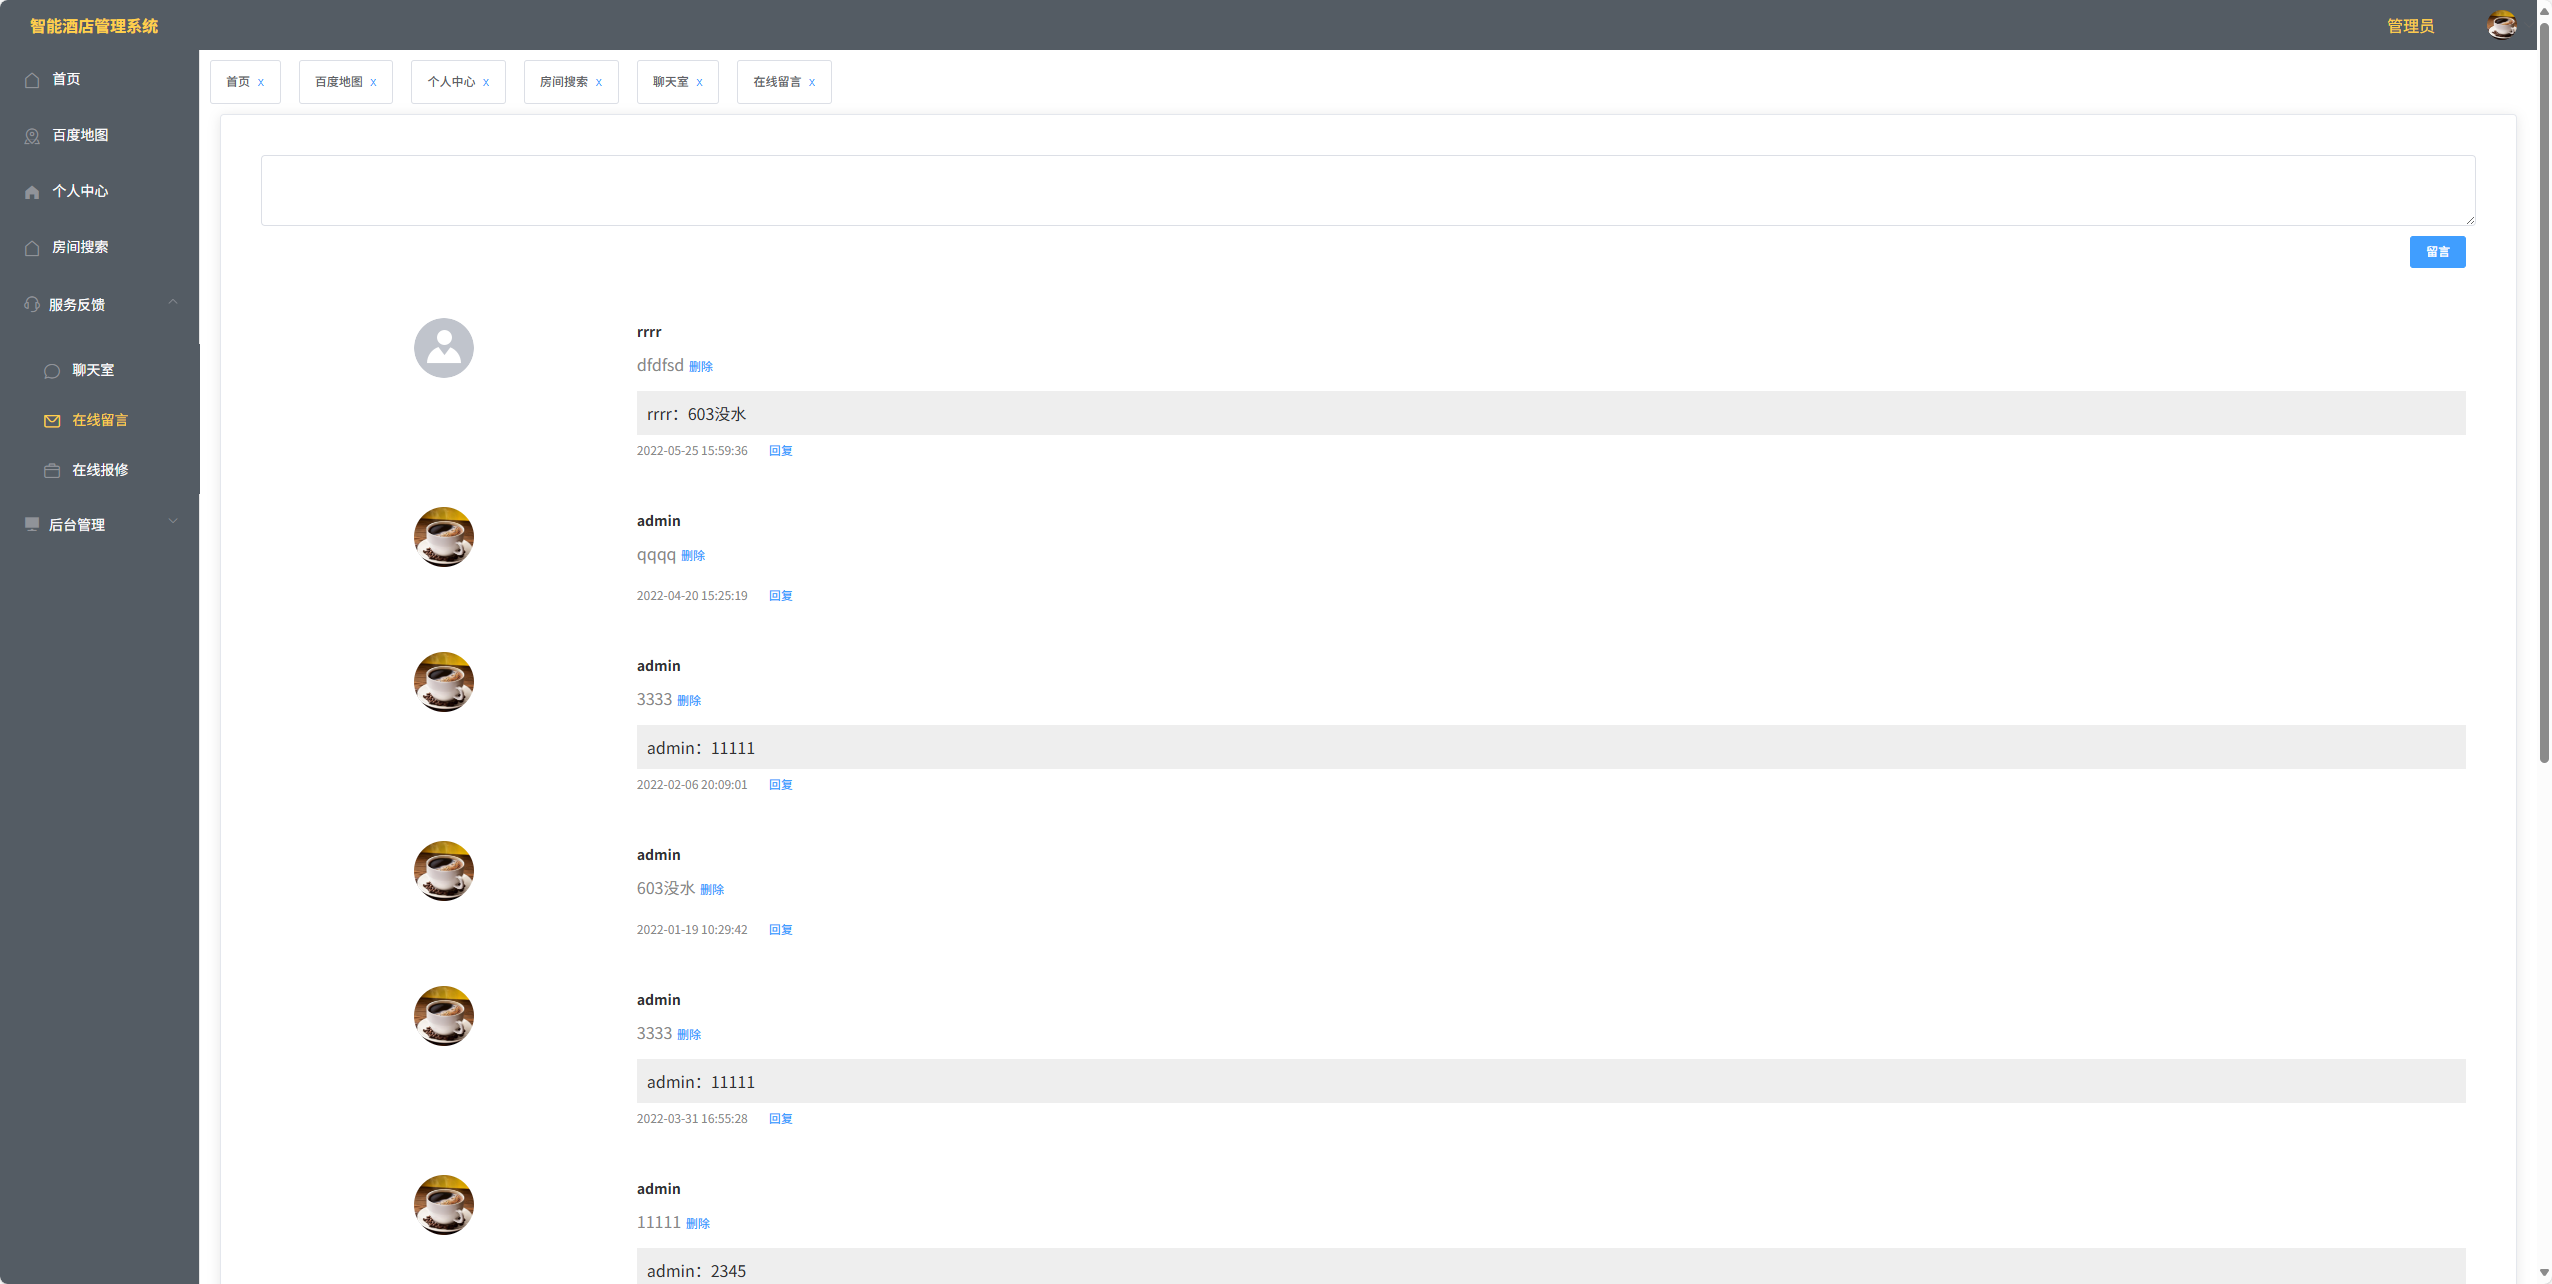 智能酒店管理系统
管理员
首页
百度地图
个人中心
房间搜索
服务反馈
聊天室
在线留言
在线报修
后台管理
首页 x
百度地图 x
个人中心 x
房间搜索 x
聊天室 x
在线留言 x
留言
rrrr
dfdfsd 删除
rrrr：603没水
2022-05-25 15:59:36 回复
admin
qqqq 删除
2022-04-20 15:25:19 回复
admin
3333 删除
admin：11111
2022-02-06 20:09:01 回复
admin
603没水 删除
2022-01-19 10:29:42 回复
admin
3333 删除
admin：11111
2022-03-31 16:55:28 回复
admin
11111 删除
admin：2345